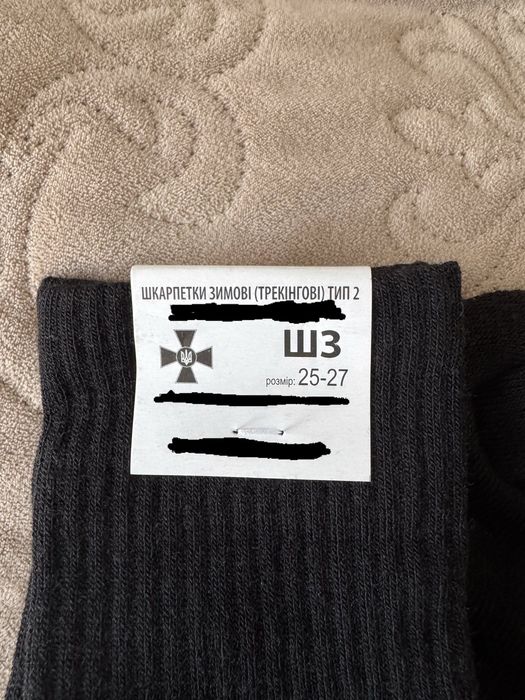 ШКАРПЕТКИ ЗИМОВІ (ТРЕКІНГОВІ) ТИП 2
ШЗ
розмір: 25-27